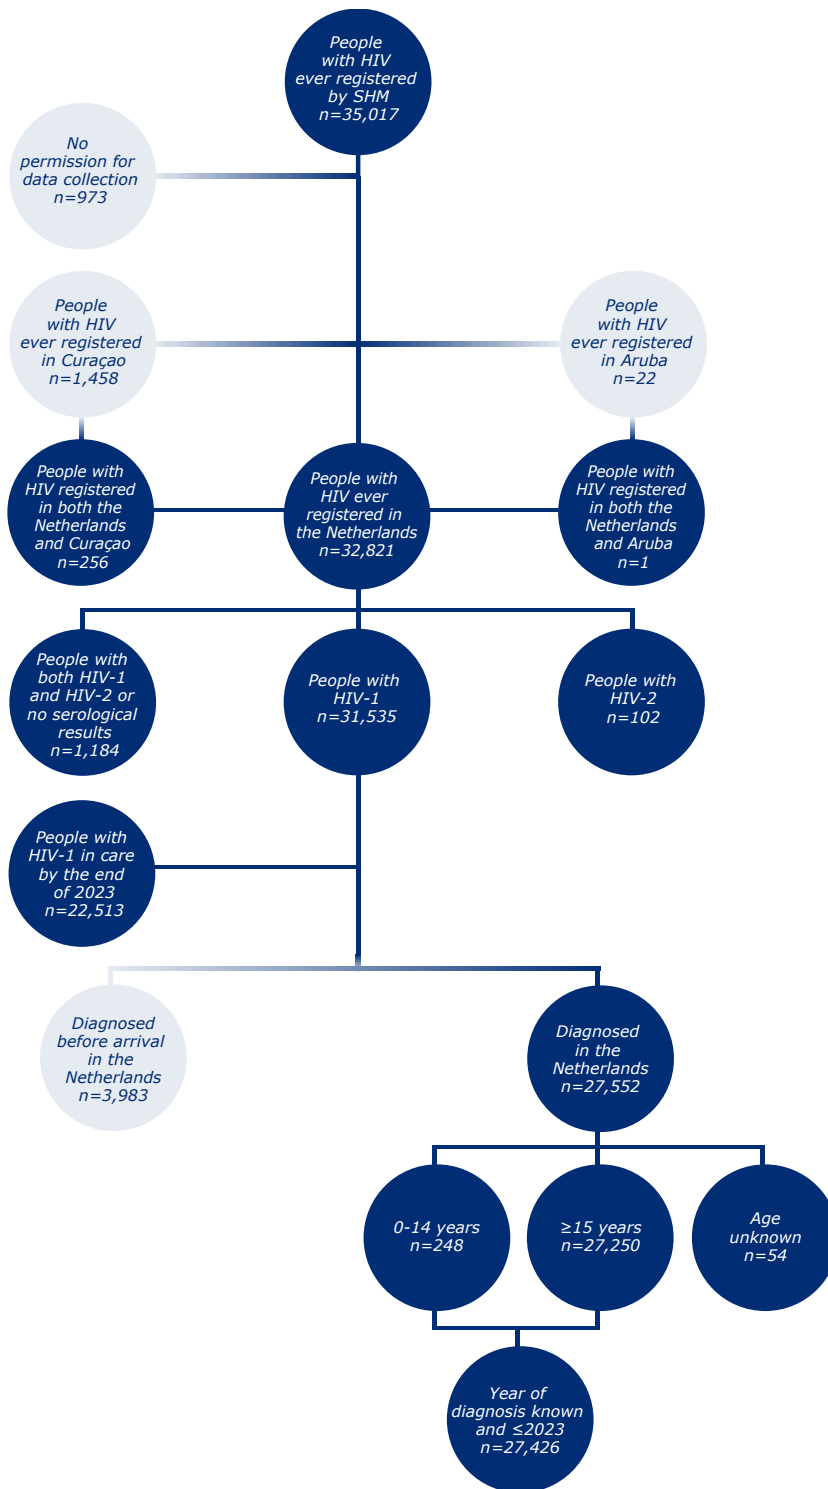 People
with HIV
ever registered
by SHM
n=35,017
No
permission for
data collection
n=973
People
with HIV
ever registered
in Curaçao
n=1,458
People
with HIV
ever registered
in Aruba
n=22
People with
HIV registered
in both the
Netherlands
and Curaçao
n=256
People with
HIV ever
registered in
the Netherlands
n=32,821
People with
HIV registered
in both the
Netherlands
and Aruba
n=1
People with
both HIV-1
and HIV-2 or
no serological
results
n=1,184
People with
HIV-1
n=31,535
People with
HIV-2
n=102
People with
HIV-1 in care
by the end
of 2023
n=22,513
Diagnosed
before arrival
in the
Netherlands
n=3,983
Diagnosed
in the
Netherlands
n=27,552
0-14 years
n=248
≥15 years
n=27,250
Age
unknown
n=54
Year of
diagnosis known
and ≤2023
n=27,426